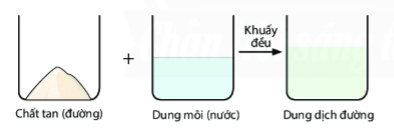 Khuấy
đều
+
Chất tan (đường)
Dung môi (nước)
Dung dịch đường